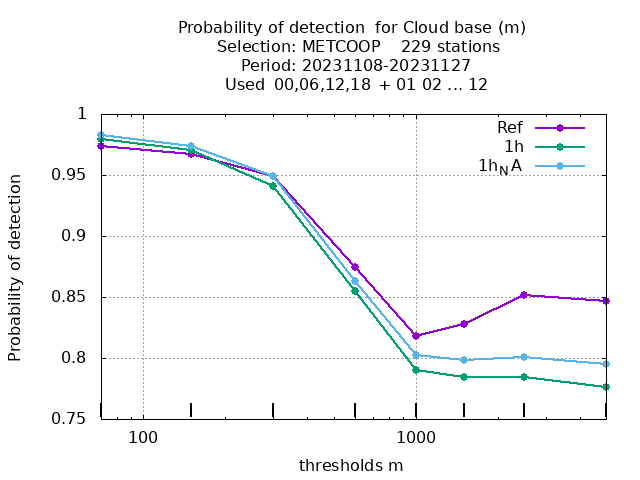 Probability of detection  for Cloud base (m)
Selection: METCOOP    229 stations
Period: 20231108-20231127
Used  00,06,12,18  + 01 02 ... 12
Probability of detection
1
0.95
0.9
0.85
0.8
0.75
Ref
1h
1h_NA
100
1000
thresholds m